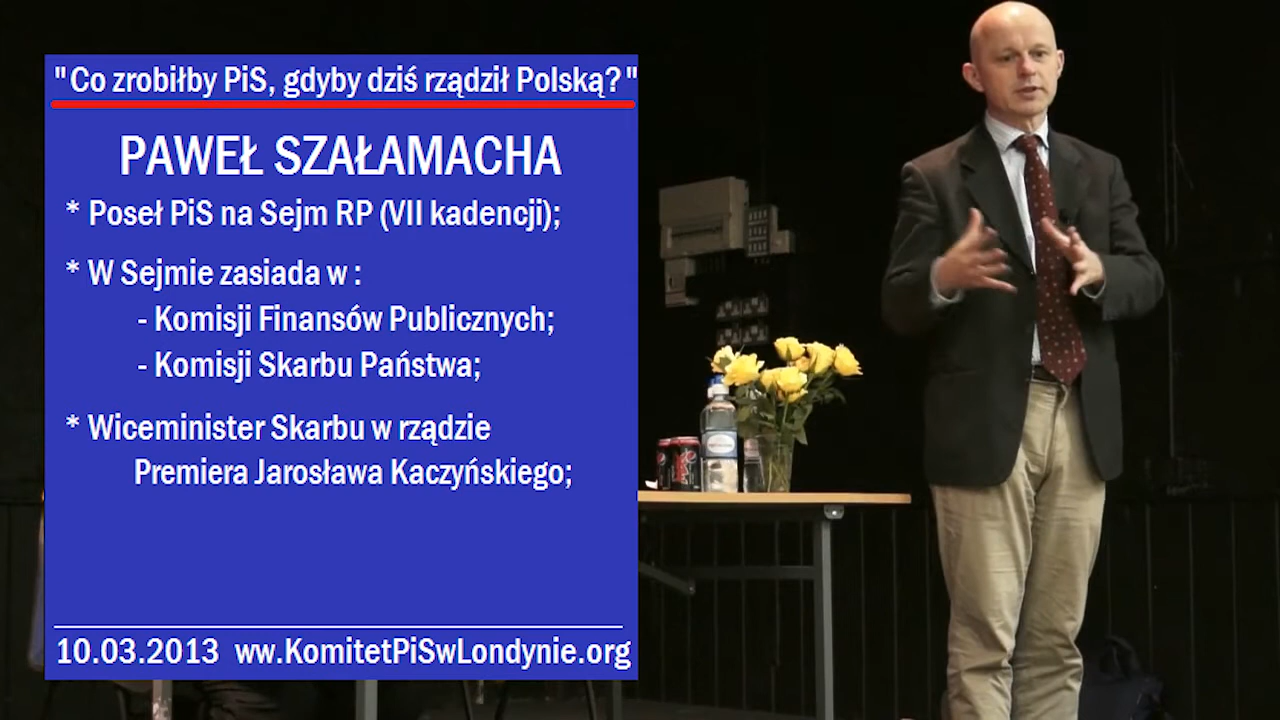 "Co zrobiłby PiS, gdyby dziś rządził Polską?"
PAWEŁ SZAŁAMACHA
* Poseł PiS na Sejm RP (VII kadencji);
* W Sejmie zasiada w :
- Komisji Finansów Publicznych;
- Komisji Skarbu Państwa;
* Wiceminister Skarbu w rządzie
Premiera Jarosława Kaczyńskiego;
10.03.2013 ww.KomitetPiSwLondynie.org